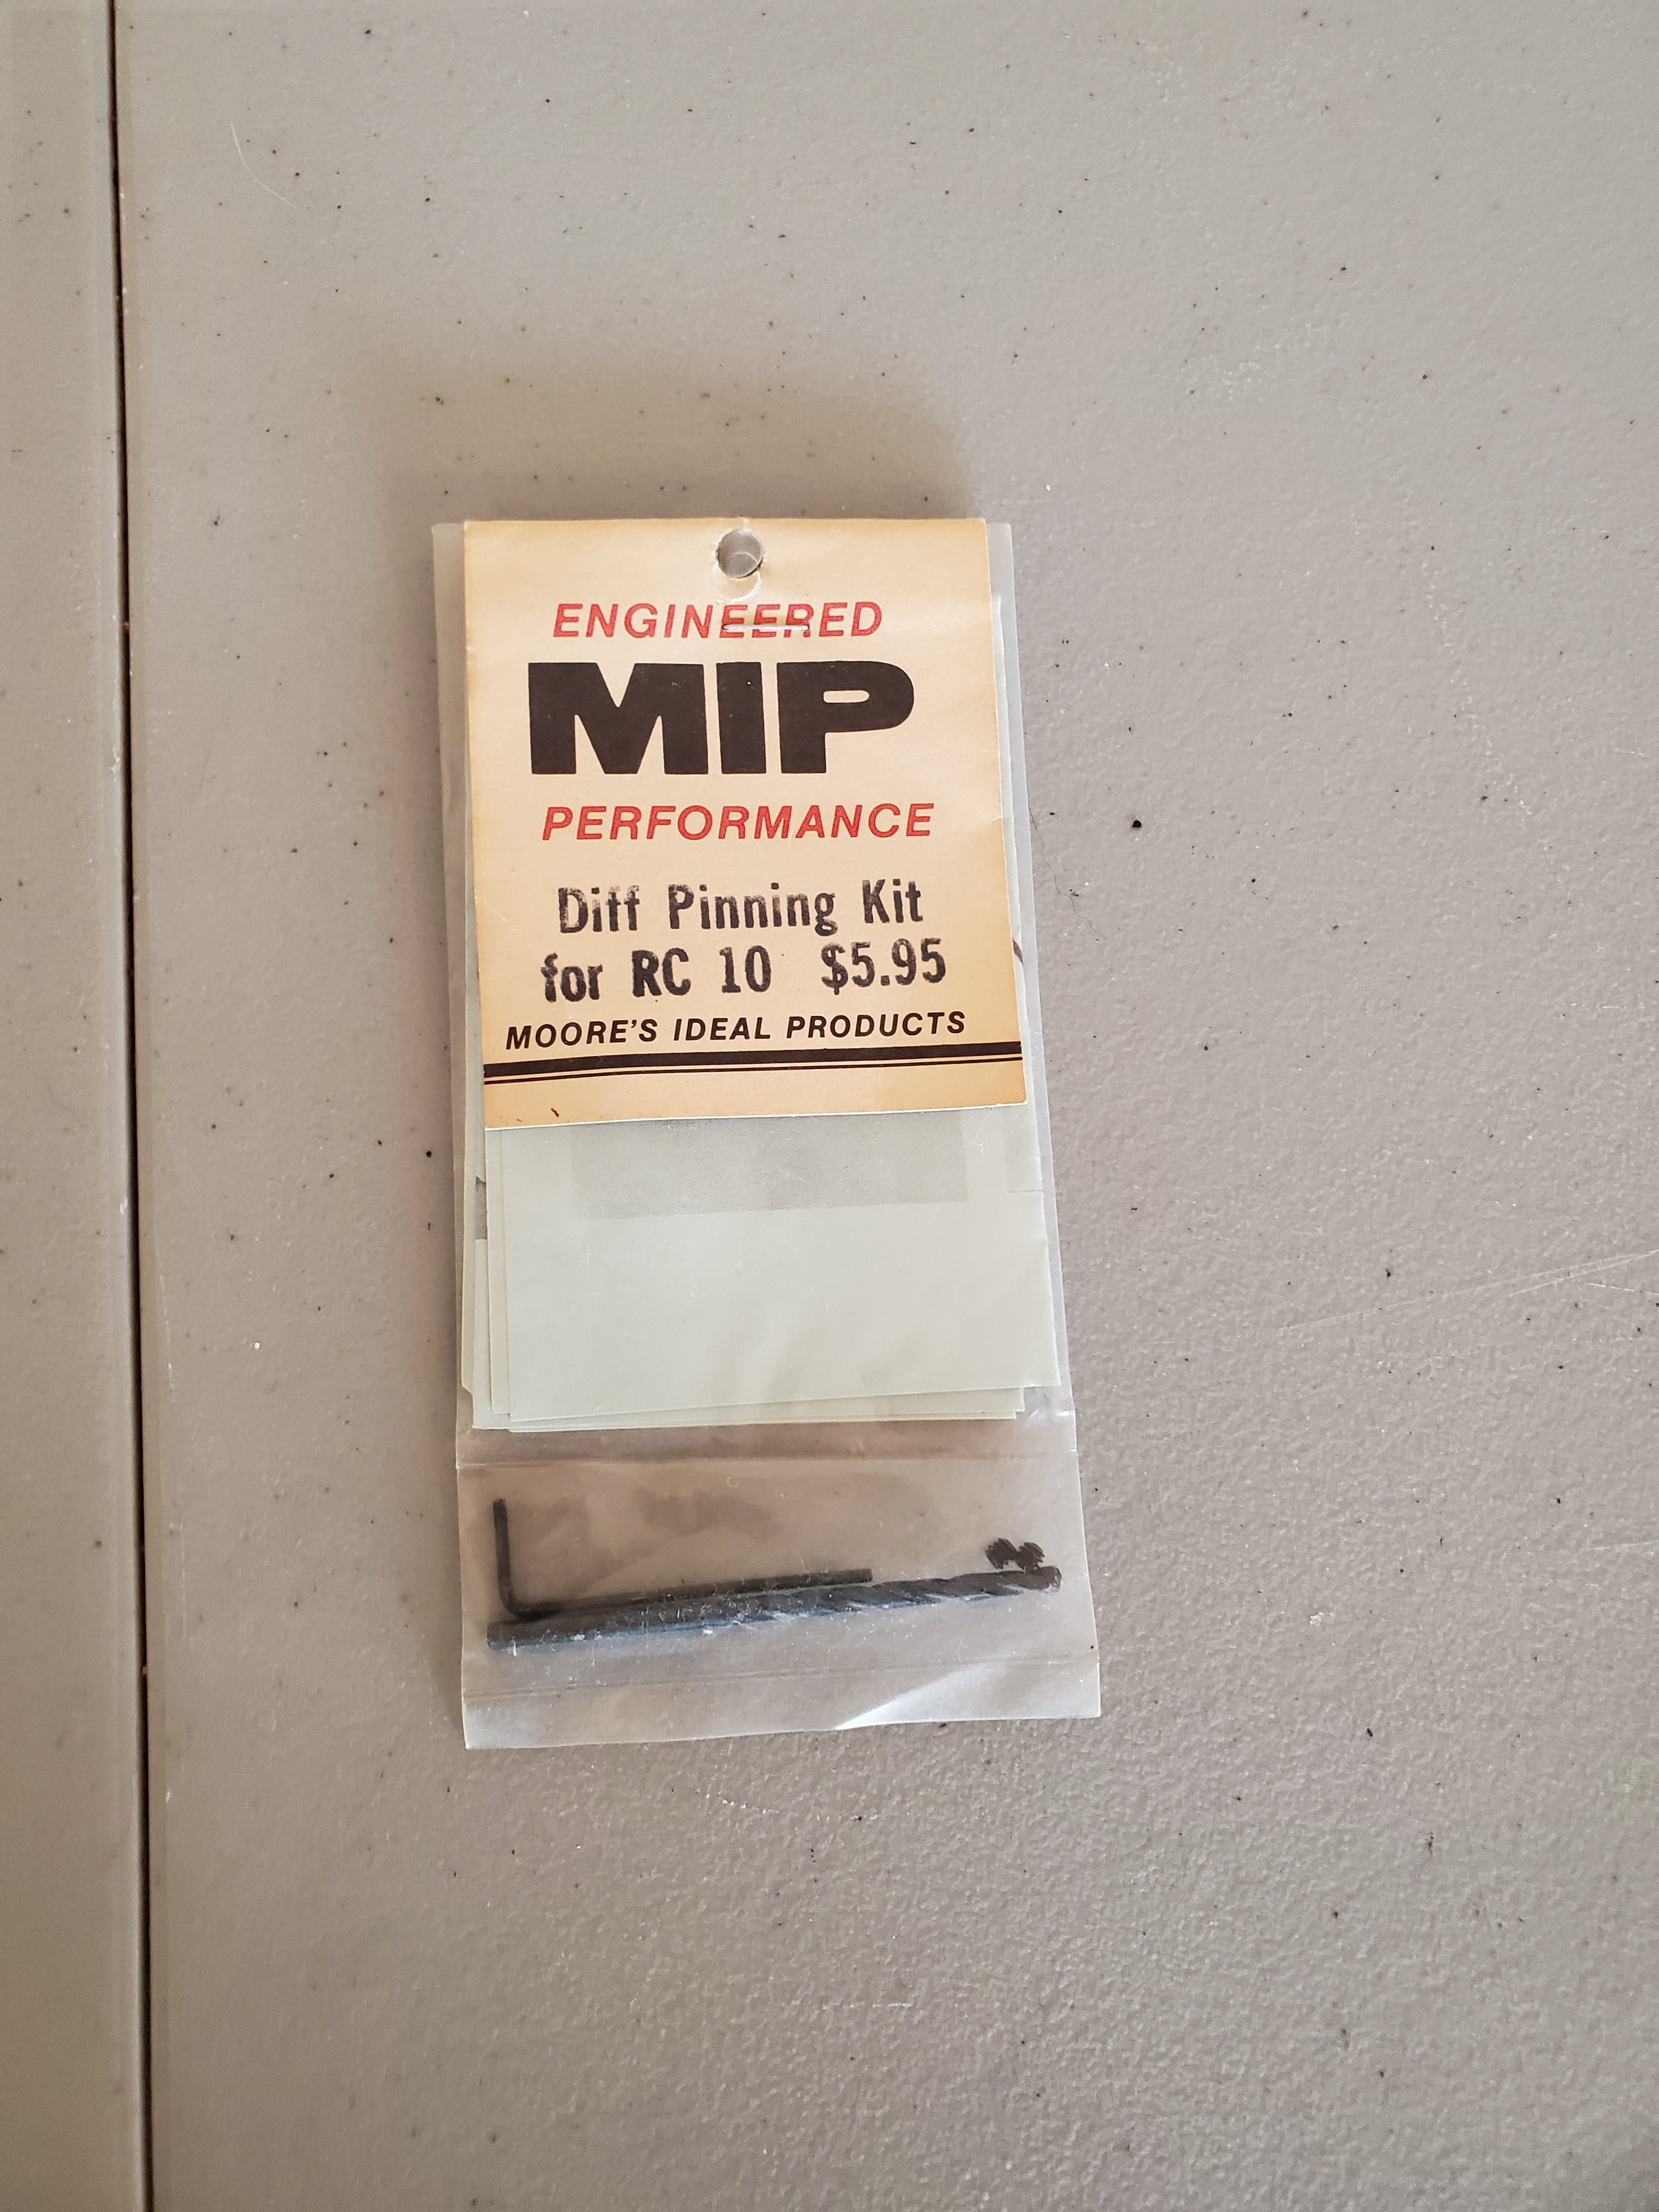 ENGINEERED
MIP
PERFORMANCE
Diff Pinning Kit
for RC 10 $5.95
MOORE'S IDEAL PRODUCTS